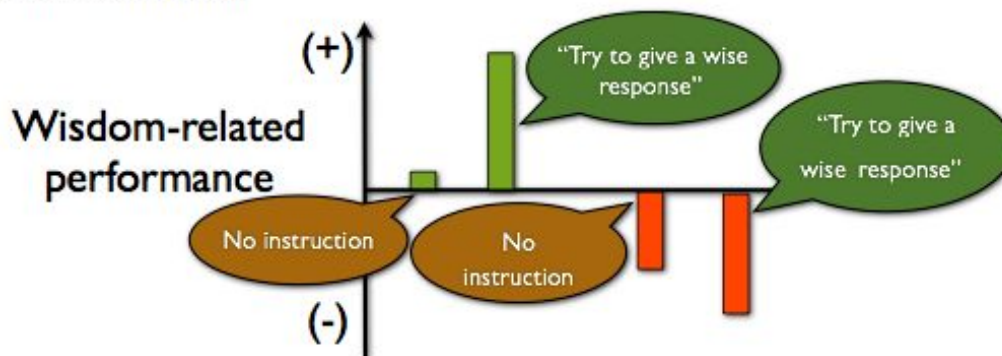 (+)
"Try to give a wise
response"
Wisdom-related
performance
"Try to give a
wise response"
No instruction
No
instruction
(-)